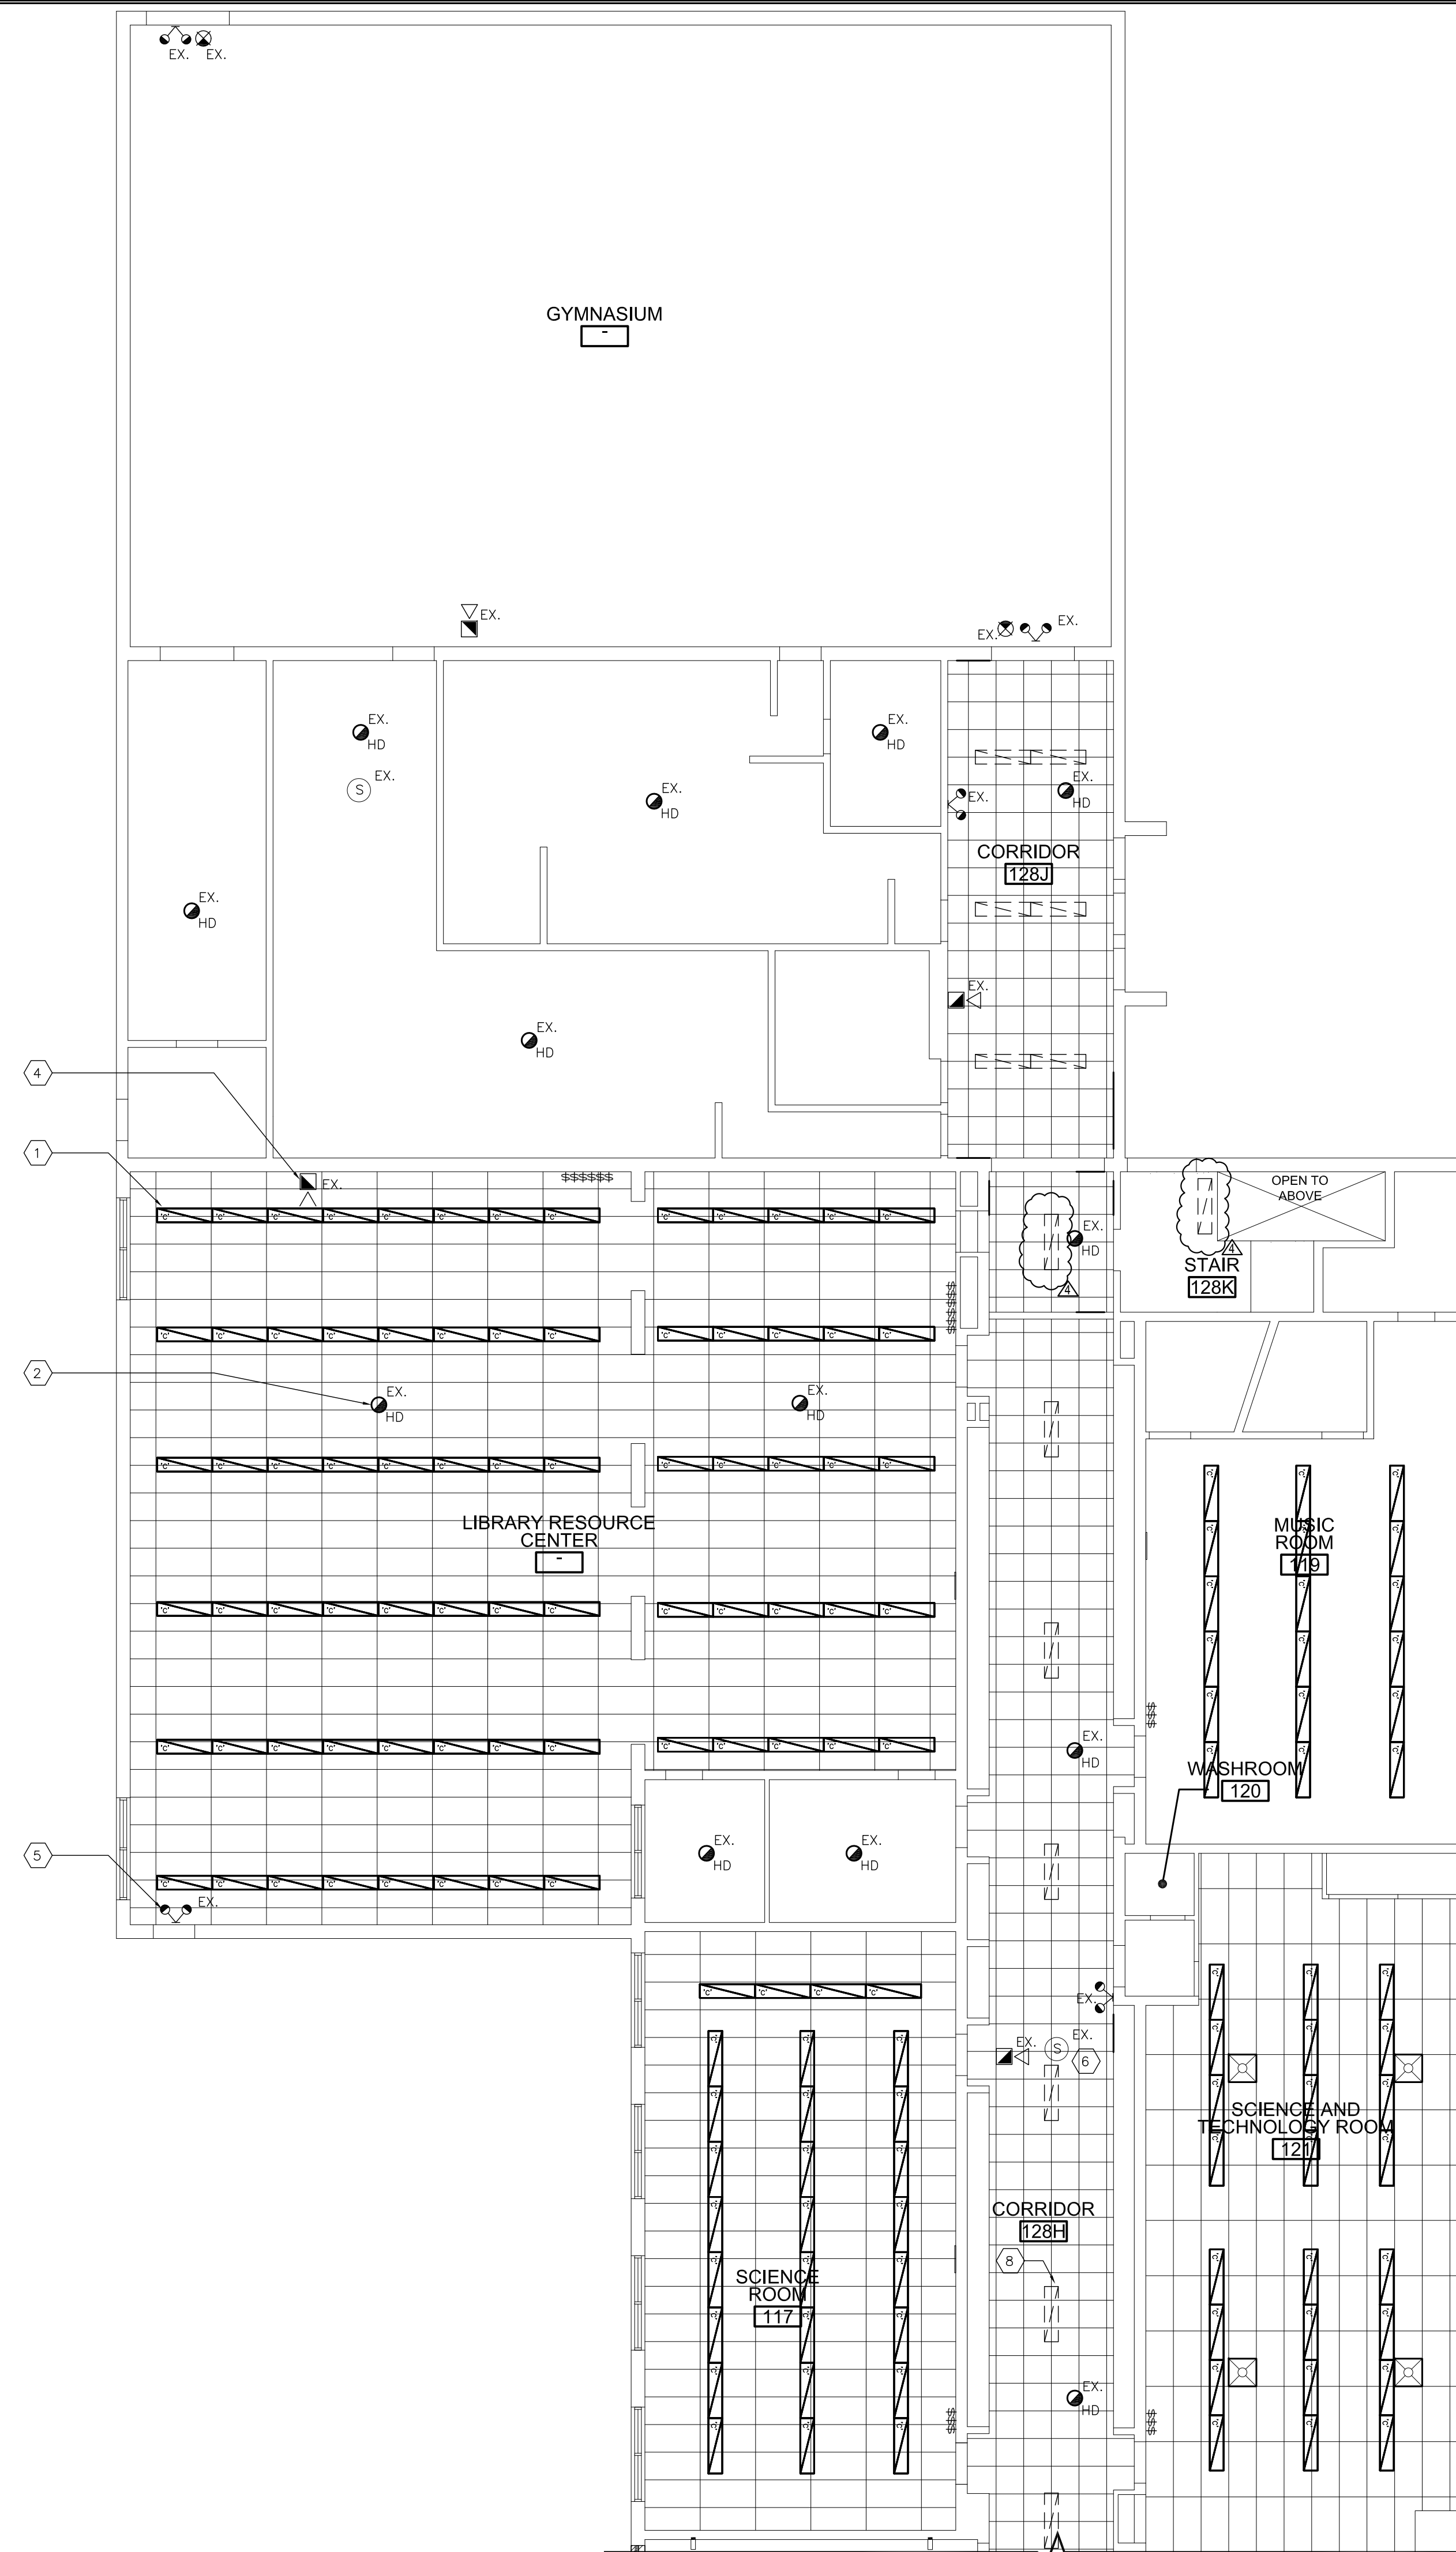 EX. EX.
GYMNASIUM
-
EX.
EX. EX.
EX.
HD
EX.
HD
EX.
EX.
HD
EX.
HD
EX.
CORRIDOR
128J
EX.
HD
EX.
EX.
HD
4
1
EX.
$$$$$$
'C' 'C' 'C' 'C' 'C' 'C' 'C' 'C' 'C' 'C' 'C' 'C' 'C'
OPEN TO
ABOVE
EX.
HD
4
4
STAIR
128K
$$$$$$
'C' 'C' 'C' 'C' 'C' 'C' 'C' 'C' 'C' 'C' 'C' 'C' 'C'
2
EX.
HD
EX.
HD
'C' 'C' 'C' 'C' 'C' 'C' 'C' 'C' 'C' 'C' 'C' 'C' 'C'
LIBRARY RESOURCE
CENTER
-
MUSIC
ROOM
119
'C' 'C' 'C' 'C' 'C' 'C'
'C' 'C' 'C' 'C' 'C' 'C'
'C' 'C' 'C' 'C' 'C' 'C'
'C' 'C' 'C' 'C' 'C' 'C' 'C' 'C' 'C' 'C' 'C' 'C' 'C'
$$$
'C' 'C' 'C' 'C' 'C' 'C' 'C' 'C' 'C' 'C' 'C' 'C' 'C'
EX.
HD
WASHROOM
120
5
EX.
HD
EX.
HD
'C' 'C' 'C' 'C' 'C' 'C' 'C' 'C'
EX.
'C' 'C' 'C' 'C'
EX.
EX.
S
EX.
6
SCIENCE AND
TECHNOLOGY ROOM
121
'C' 'C' 'C' 'C'
'C' 'C' 'C' 'C'
'C' 'C' 'C' 'C'
CORRIDOR
128H
8
SCIENCE
ROOM
117
'C' 'C' 'C' 'C' 'C' 'C' 'C' 'C'
'C' 'C' 'C' 'C' 'C' 'C' 'C' 'C'
'C' 'C' 'C' 'C' 'C' 'C' 'C' 'C'
'C' 'C' 'C' 'C'
'C' 'C' 'C' 'C'
'C' 'C' 'C' 'C'
EX.
HD
$$$
$$$
S